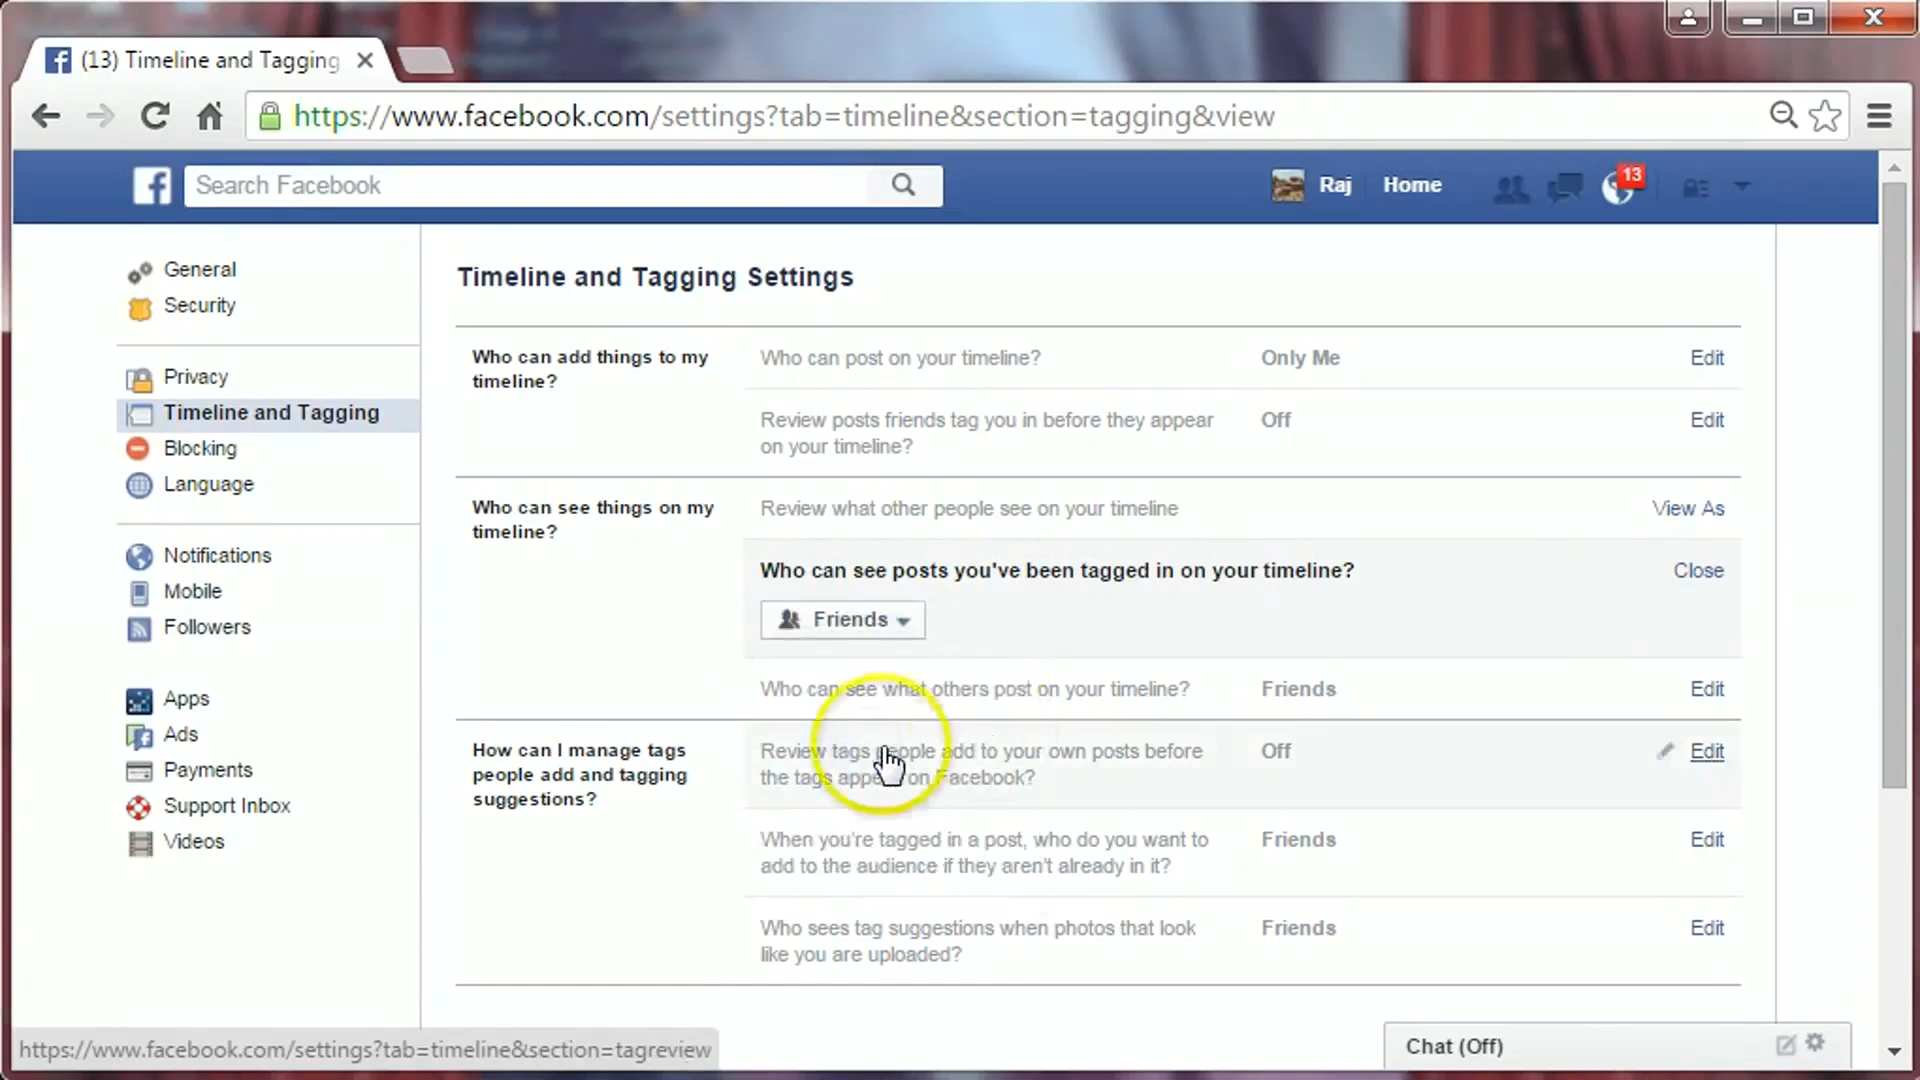 (13) Timeline and Tagging
https://www.facebook.com/settings?tab=timeline&section=tagging&view
Search Facebook
Raj
Home
13
General
Security
Privacy
Timeline and Tagging
Blocking
Language
Notifications
Mobile
Followers
Apps
Ads
Payments
Support Inbox
Videos
Timeline and Tagging Settings
Who can add things to my
timeline?
Who can post on your timeline?
Only Me
Edit
Review posts friends tag you in before they appear
on your timeline?
Off
Edit
Who can see things on my
timeline?
Review what other people see on your timeline
View As
Who can see posts you've been tagged in on your timeline?
Close
Friends
Who can see what others post on your timeline?
Friends
Edit
How can I manage tags
people add and tagging
suggestions?
Review tags people add to your own posts before
the tags appear on Facebook?
Off
Edit
When you're tagged in a post, who do you want to
add to the audience if they aren't already in it?
Friends
Edit
Who sees tag suggestions when photos that look
like you are uploaded?
Friends
Edit
https://www.facebook.com/settings?tab=timeline&section=tagreview
Chat (Off)